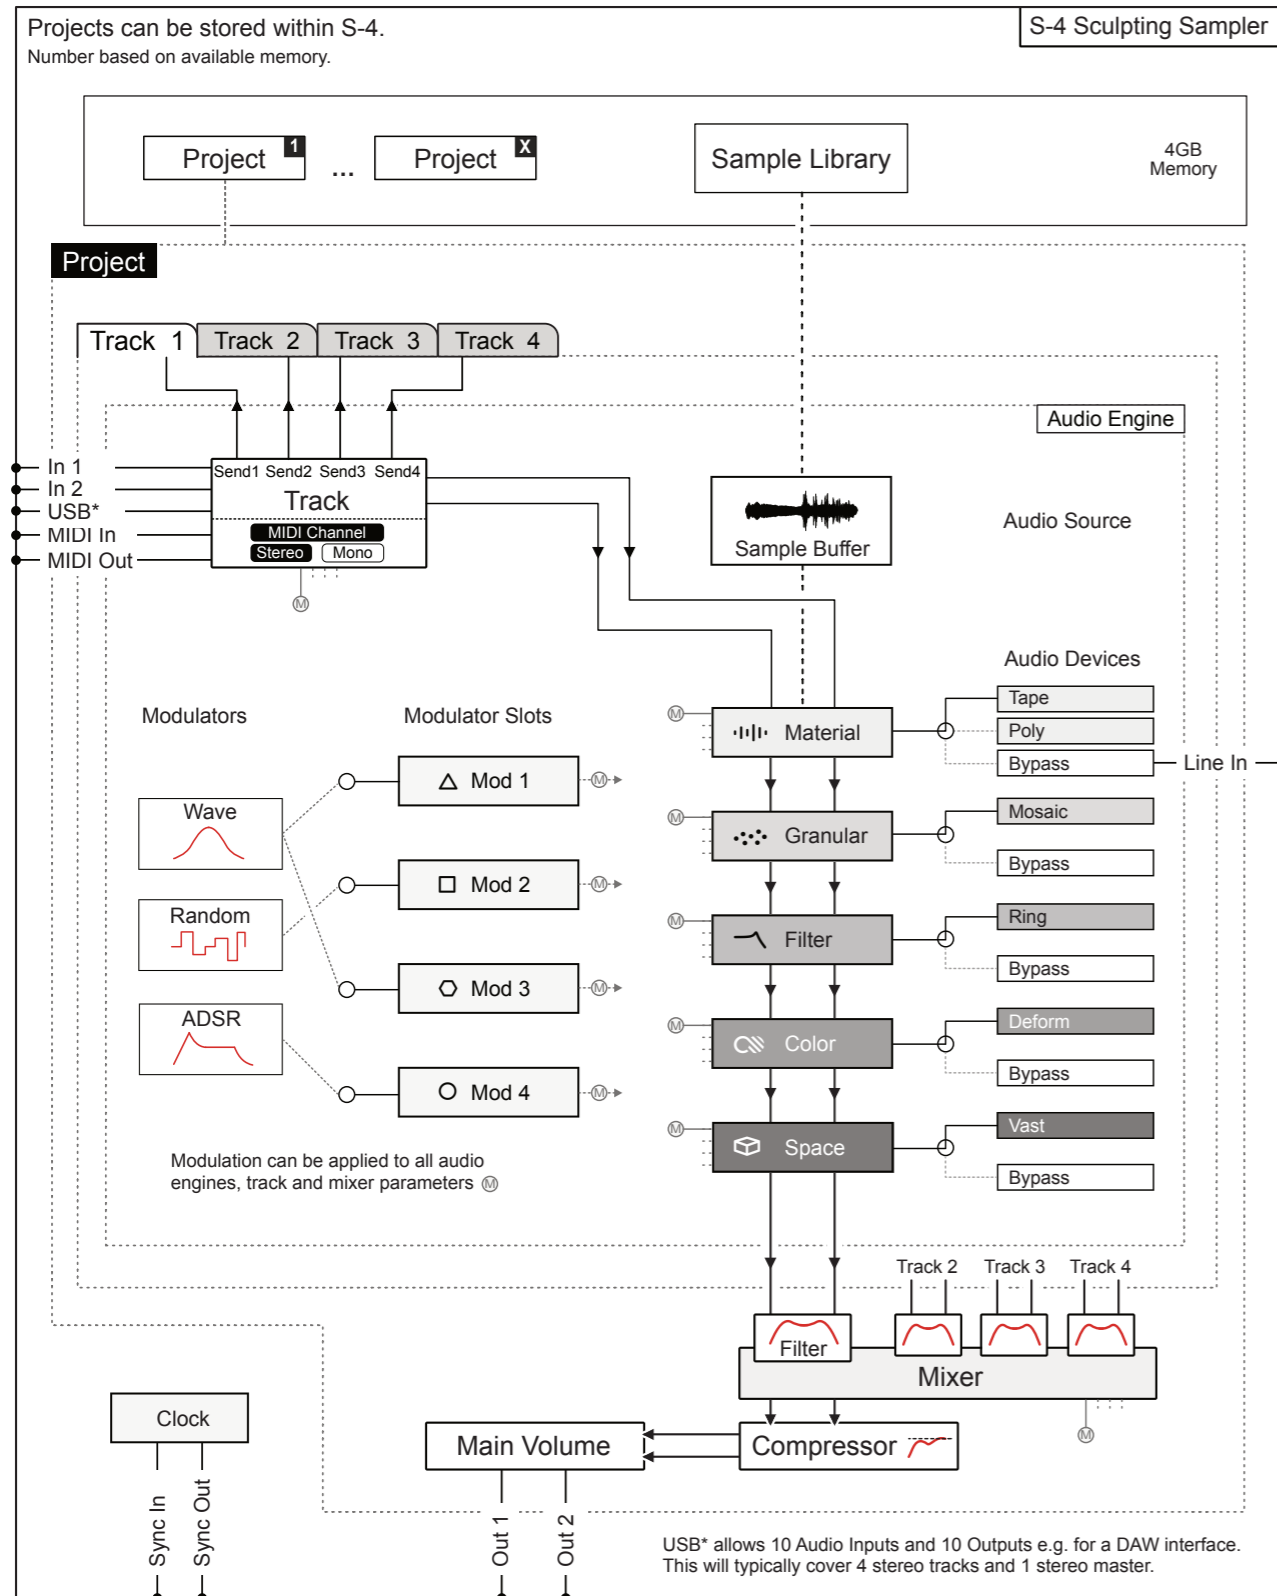 Projects can be stored within S-4.
Number based on available memory.
S-4 Sculpting Sampler
Project 1
...
Project X
Sample Library
4GB
Memory
Project
Track 1
Track 2
Track 3
Track 4
Audio Engine
In 1
In 2
USB*
MIDI In
MIDI Out
Send1 Send2 Send3 Send4
Track
MIDI Channel
Stereo
Mono
M
Sample Buffer
Audio Source
Audio Devices
Modulators
Modulator Slots
Wave
Random
ADSR
Mod 1
M
Mod 2
M
Mod 3
M
Mod 4
M
Modulation can be applied to all audio
engines, track and mixer parameters M
M
Material
Tape
Poly
Bypass
Line In
M
Granular
Mosaic
Bypass
M
Filter
Ring
Bypass
M
Color
Deform
Bypass
M
Space
Vast
Bypass
Track 2
Track 3
Track 4
Filter
Mixer
M
Clock
Sync In
Sync Out
Main Volume
Compressor
Out 1
Out 2
USB* allows 10 Audio Inputs and 10 Outputs e.g. for a DAW interface.
This will typically cover 4 stereo tracks and 1 stereo master.